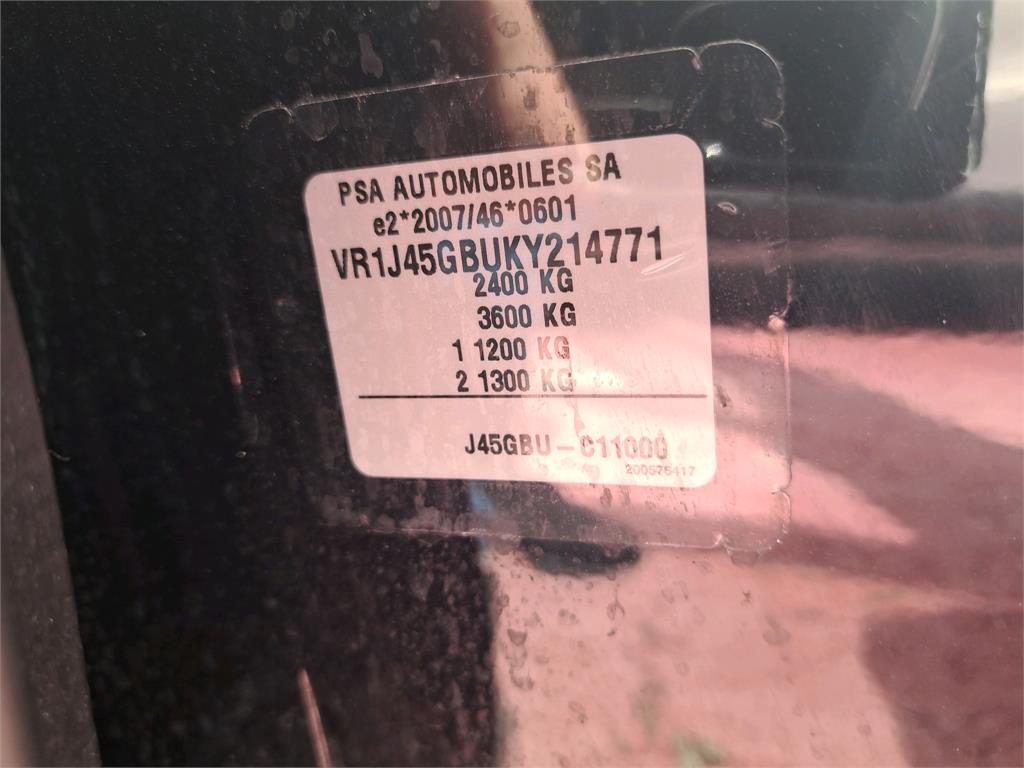 PSA AUTOMOBILES SA
e2*2007/46*0601
VR1J45GBUKY214771
2400 KG
3600 KG
1 1200 KG
2 1300 KG
J45GBU - C11000
200575417